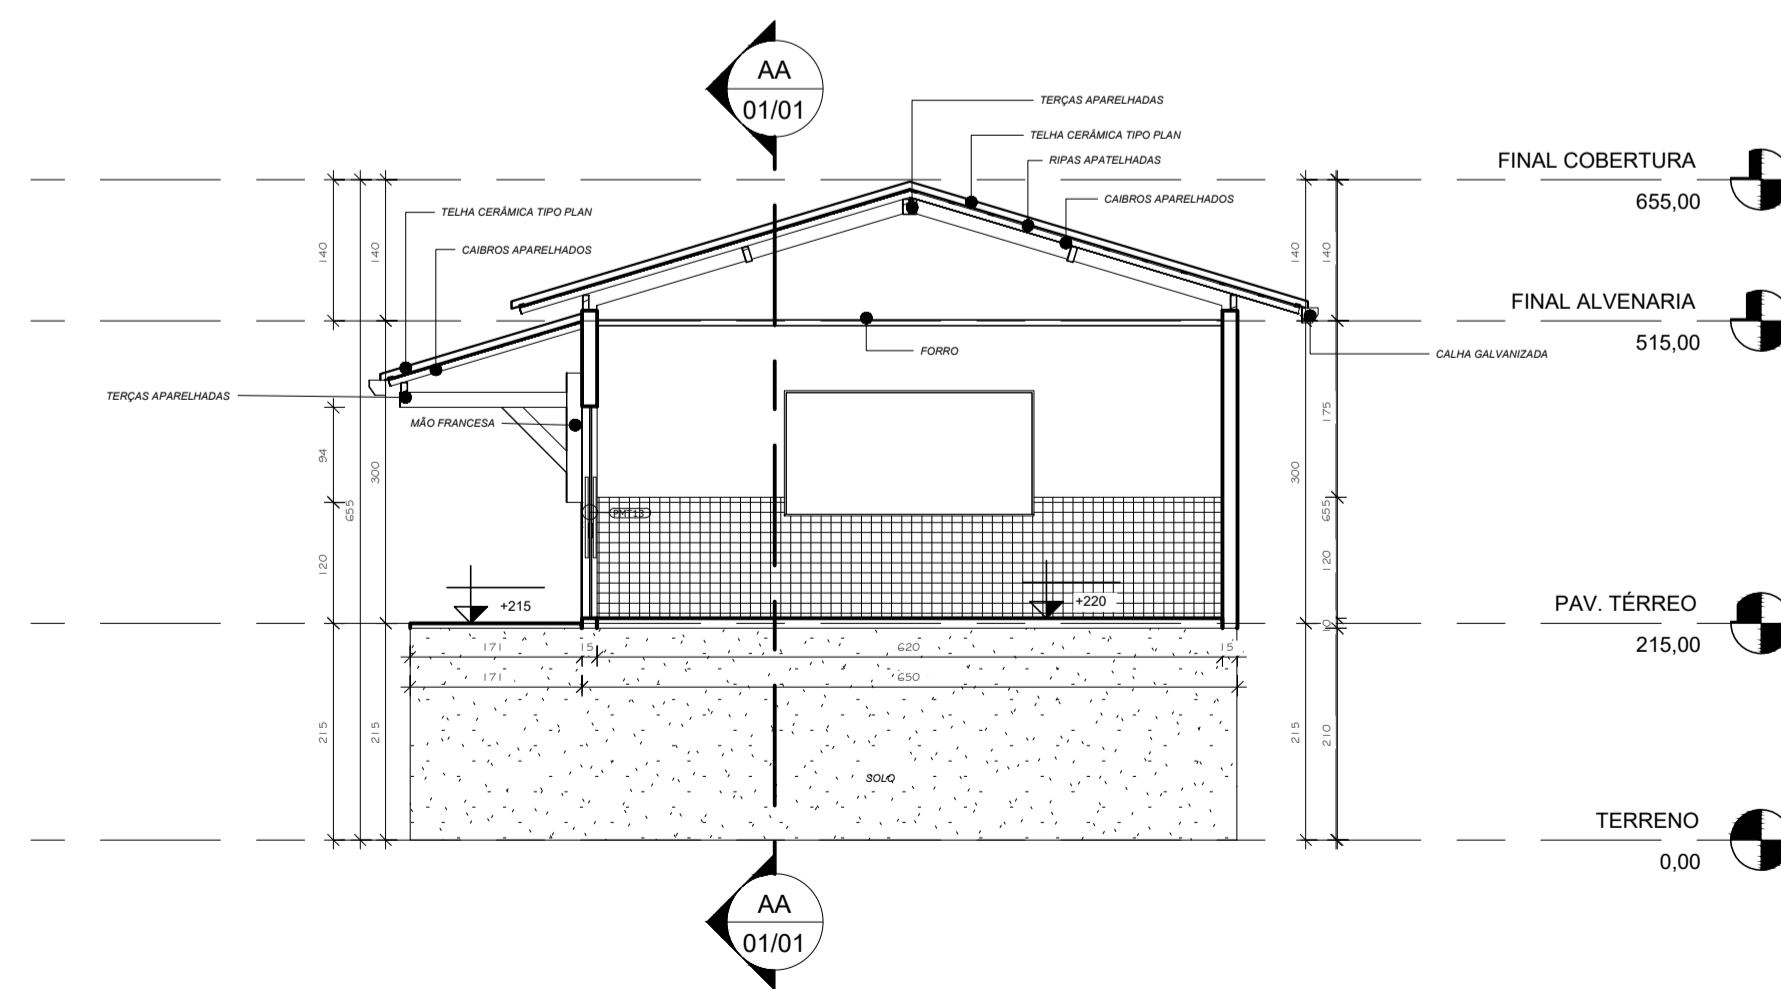 AA
01/01
TERÇAS APARELHADAS
TELHA CERÂMICA TIPO PLAN
RIPAS APATELHADAS
CAIBROS APARELHADOS
FINAL COBERTURA
655,00
TELHA CERÂMICA TIPO PLAN
CAIBROS APARELHADOS
140
140
140
140
FINAL ALVENARIA
515,00
FORRO
CALHA GALVANIZADA
TERÇAS APARELHADAS
MÃO FRANCESA
94
300
655
120
175
300
655
120
10
PMT13
+215
+220
PAV. TÉRREO
215,00
171
15
620
15
171
650
215
215
215
210
SOLO
TERRENO
0,00
AA
01/01